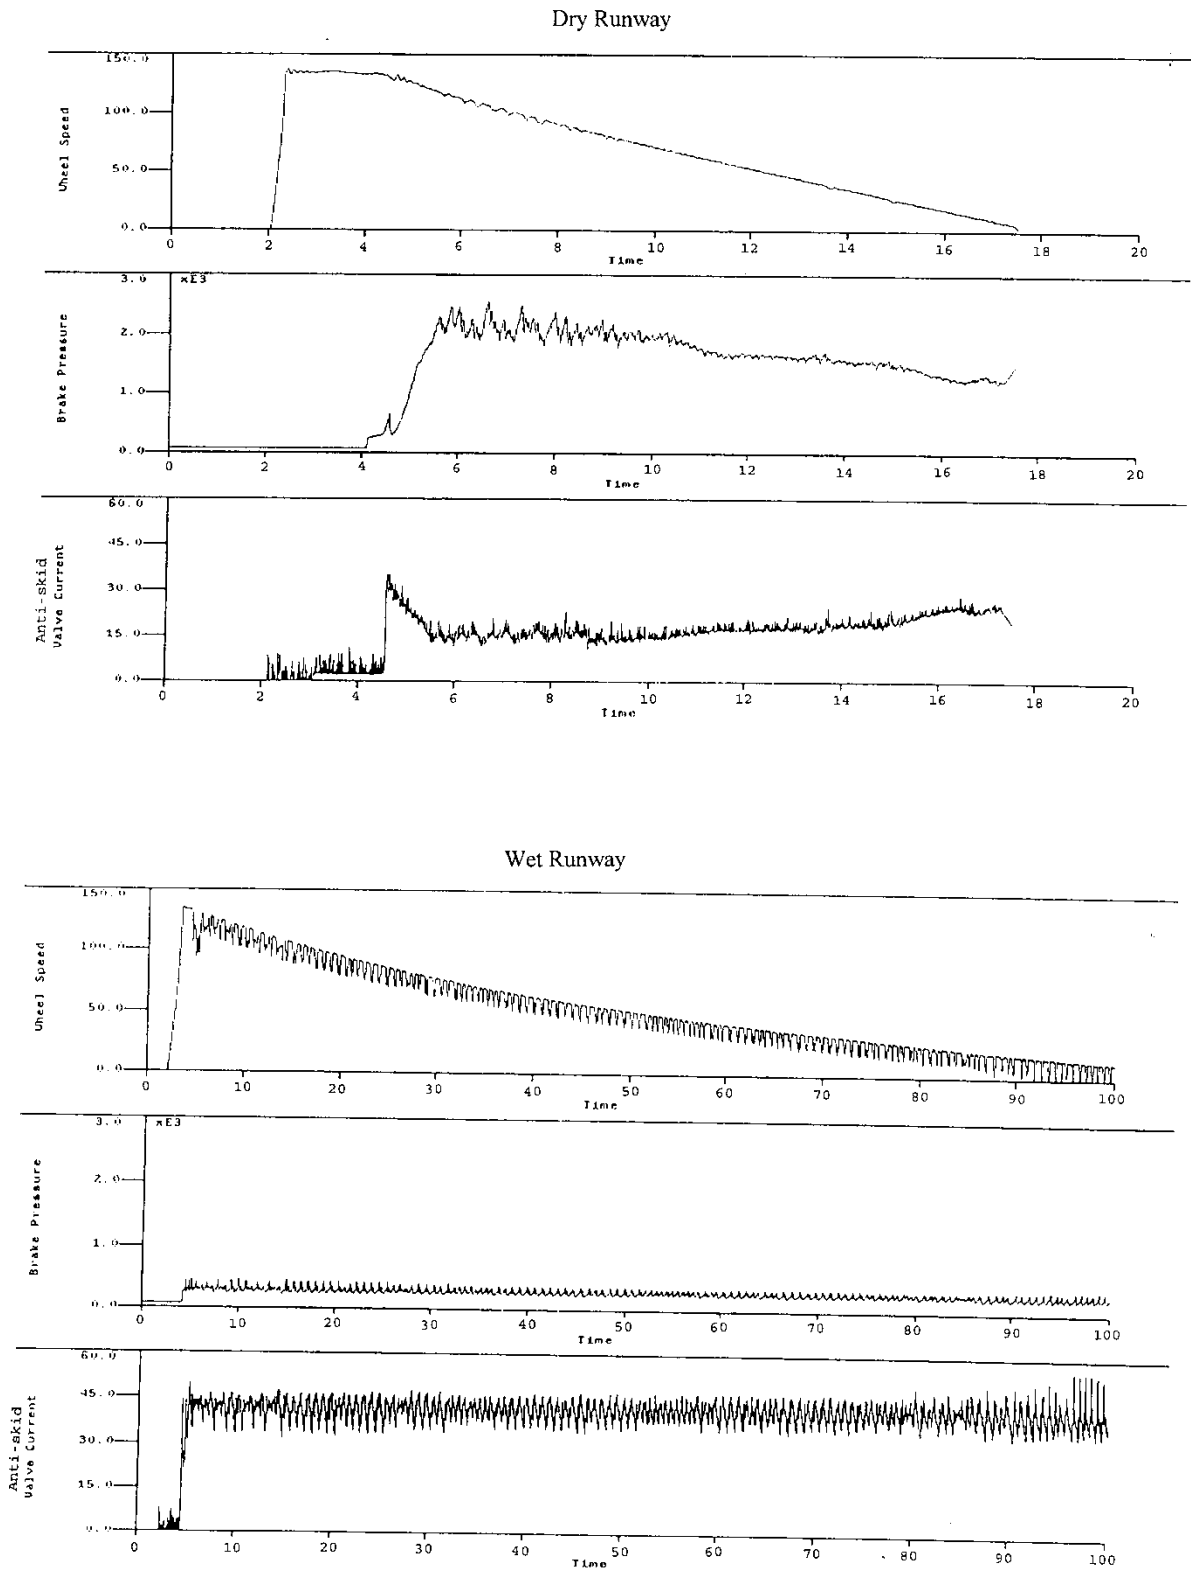 Dry Runway
150.0
100.0
50.0
0.0
Wheel Speed
0 2 4 6 8 10 12 14 16 18 20
Time
3.0 xE3
2.0
1.0
0.0
Brake Pressure
0 2 4 6 8 10 12 14 16 18 20
Time
60.0
45.0
30.0
15.0
0.0
Anti-skid
Valve Current
0 2 4 6 8 10 12 14 16 18 20
Time
Wet Runway
150.0
100.0
50.0
0.0
Wheel Speed
0 10 20 30 40 50 60 70 80 90 100
Time
3.0 xE3
2.0
1.0
0.0
Brake Pressure
0 10 20 30 40 50 60 70 80 90 100
Time
60.0
45.0
30.0
15.0
0.0
Anti-skid
Valve Current
0 10 20 30 40 50 60 70 80 90 100
Time